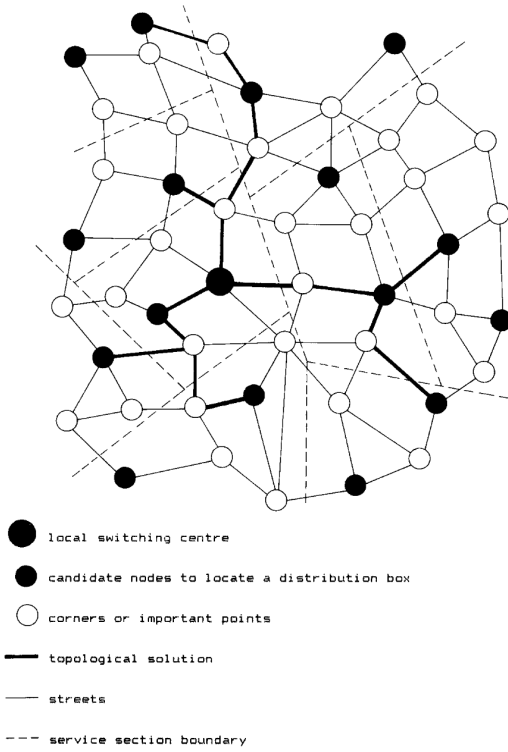 local switching centre
candidate nodes to locate a distribution box
corners or important points
topological solution
streets
service section boundary